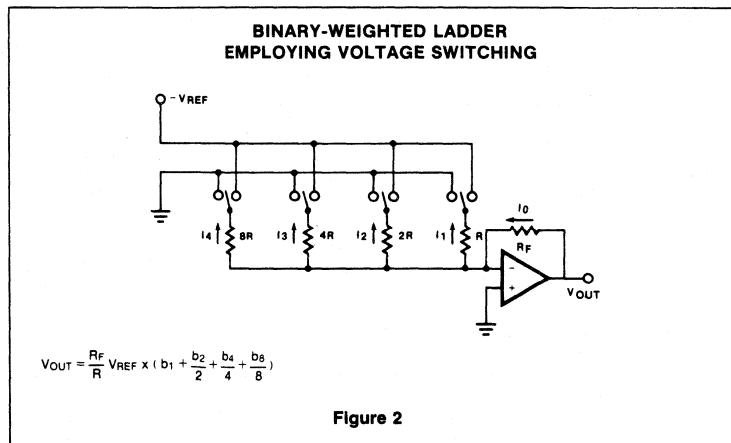 BINARY-WEIGHTED LADDER
EMPLOYING VOLTAGE SWITCHING
-VREF
I4 8R I3 4R I2 2R I1 R
I0
RF
-
+
VOUT
VOUT = RF/R VREF x ( b1 + b2/2 + b4/4 + b8/8 )
Figure 2